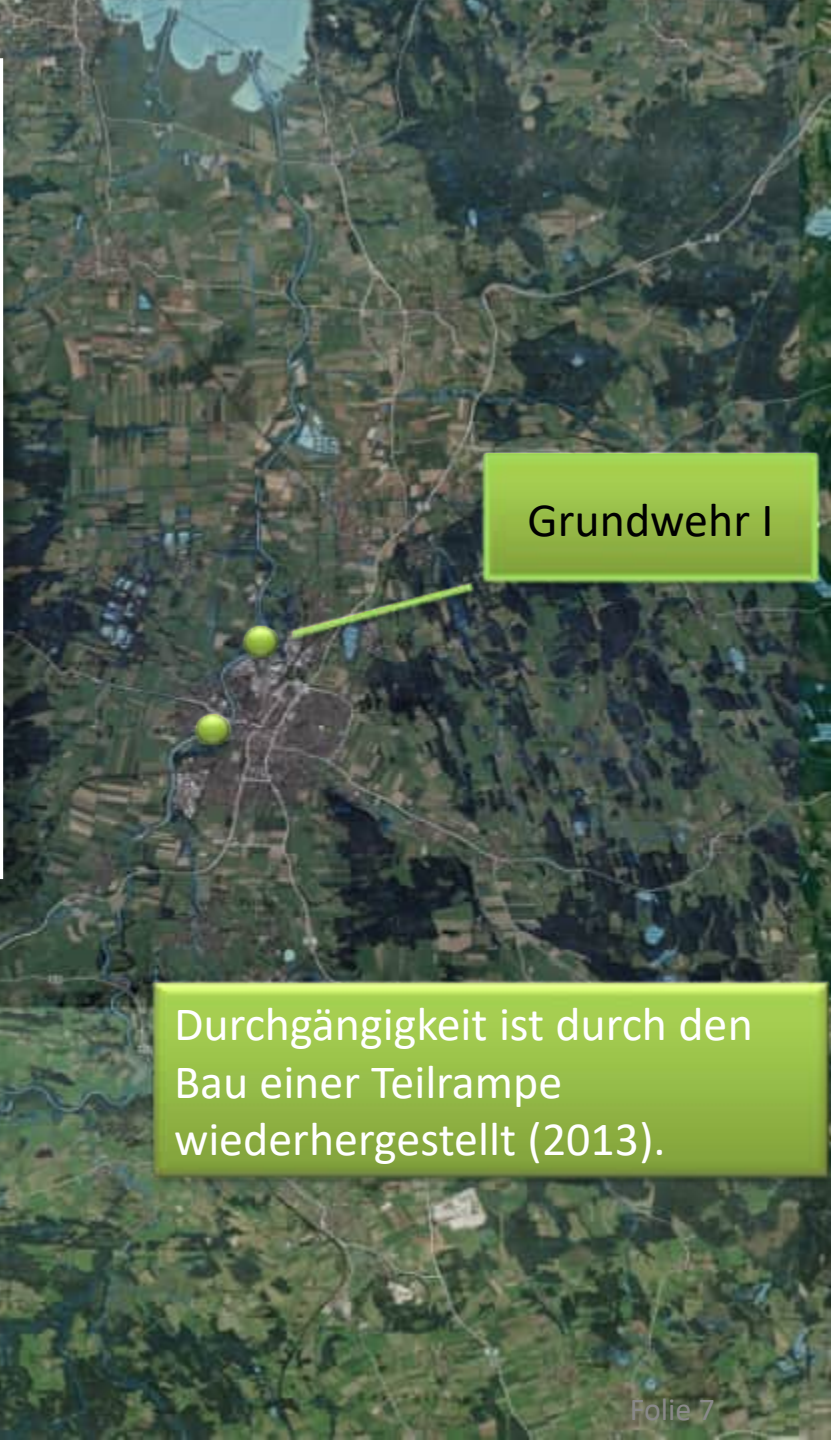 Grundwehr I
Durchgängigkeit ist durch den
Bau einer Teilrampe
wiederhergestellt (2013).
Folie 7